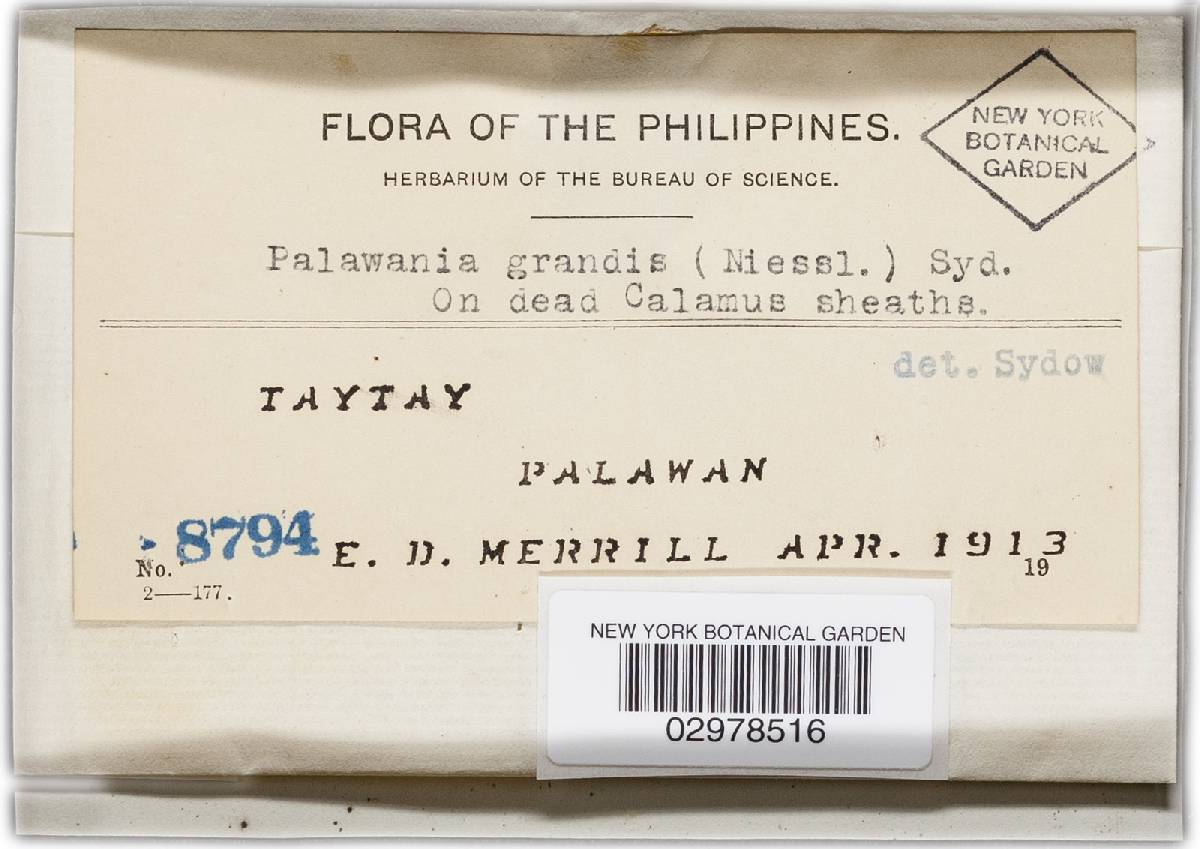 FLORA OF THE PHILIPPINES.
HERBARIUM OF THE BUREAU OF SCIENCE.
NEW YORK
BOTANICAL
GARDEN
Palawania grandis (Niessl.) Syd.
On dead Calamus sheaths.
det. Sydow
TAYTAY
PALAWAN
No. 8794 E. D. MERRILL APR. 1913
19
2—177.
NEW YORK BOTANICAL GARDEN
02978516